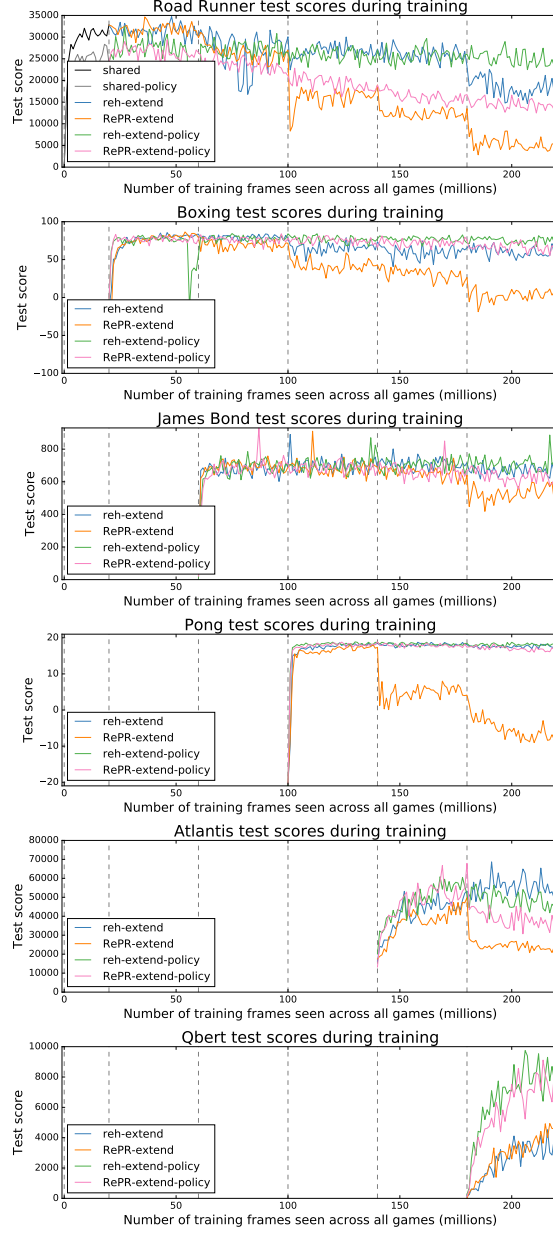 Road Runner test scores during training
35000
30000
25000
20000
15000
10000
5000
0
Test score
shared
shared-policy
reh-extend
RePR-extend
reh-extend-policy
RePR-extend-policy
0 50 100 150 200
Number of training frames seen across all games (millions)
Boxing test scores during training
100
50
0
−50
−100
Test score
reh-extend
RePR-extend
reh-extend-policy
RePR-extend-policy
0 50 100 150 200
Number of training frames seen across all games (millions)
James Bond test scores during training
800
600
400
200
0
Test score
reh-extend
RePR-extend
reh-extend-policy
RePR-extend-policy
0 50 100 150 200
Number of training frames seen across all games (millions)
Pong test scores during training
20
10
0
−10
−20
Test score
reh-extend
RePR-extend
reh-extend-policy
RePR-extend-policy
0 50 100 150 200
Number of training frames seen across all games (millions)
Atlantis test scores during training
80000
70000
60000
50000
40000
30000
20000
10000
0
Test score
reh-extend
RePR-extend
reh-extend-policy
RePR-extend-policy
0 50 100 150 200
Number of training frames seen across all games (millions)
Qbert test scores during training
10000
8000
6000
4000
2000
0
Test score
reh-extend
RePR-extend
reh-extend-policy
RePR-extend-policy
0 50 100 150 200
Number of training frames seen across all games (millions)